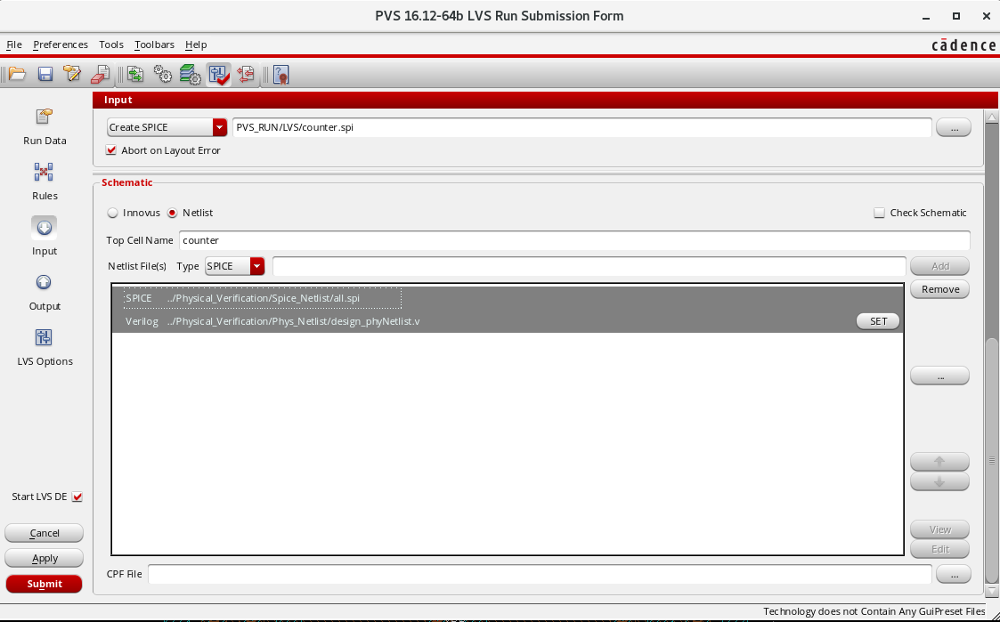 PVS 16.12-64b LVS Run Submission Form
File Preferences Tools Toolbars Help
cādence
Input
Run Data
Rules
Input
Output
LVS Options
Start LVS DE
Cancel
Apply
Submit
Create SPICE PVS_RUN/LVS/counter.spi ...
Abort on Layout Error
Schematic
Innovus Netlist Check Schematic
Top Cell Name counter
Netlist File(s) Type SPICE Add
Remove
SPICE ../Physical_Verification/Spice_Netlist/all.spi
Verilog ../Physical_Verification/Phys_Netlist/design_phyNetlist.v SET
...
View
Edit
CPF File ...
Technology does not Contain Any GuiPreset Files